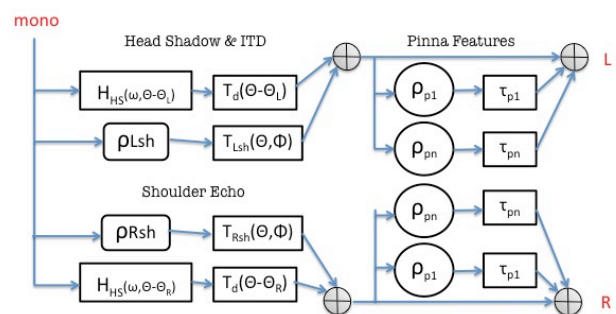 mono
Head Shadow & ITD
Pinna Features
L
H_HS(ω,Θ-Θ_L)
T_d(Θ-Θ_L)
ρ_p1
τ_p1
ρLsh
T_Lsh(Θ,Φ)
ρ_pn
τ_pn
Shoulder Echo
ρRsh
T_Rsh(Θ,Φ)
ρ_pn
τ_pn
H_HS(ω,Θ-Θ_R)
T_d(Θ-Θ_R)
ρ_p1
τ_p1
R